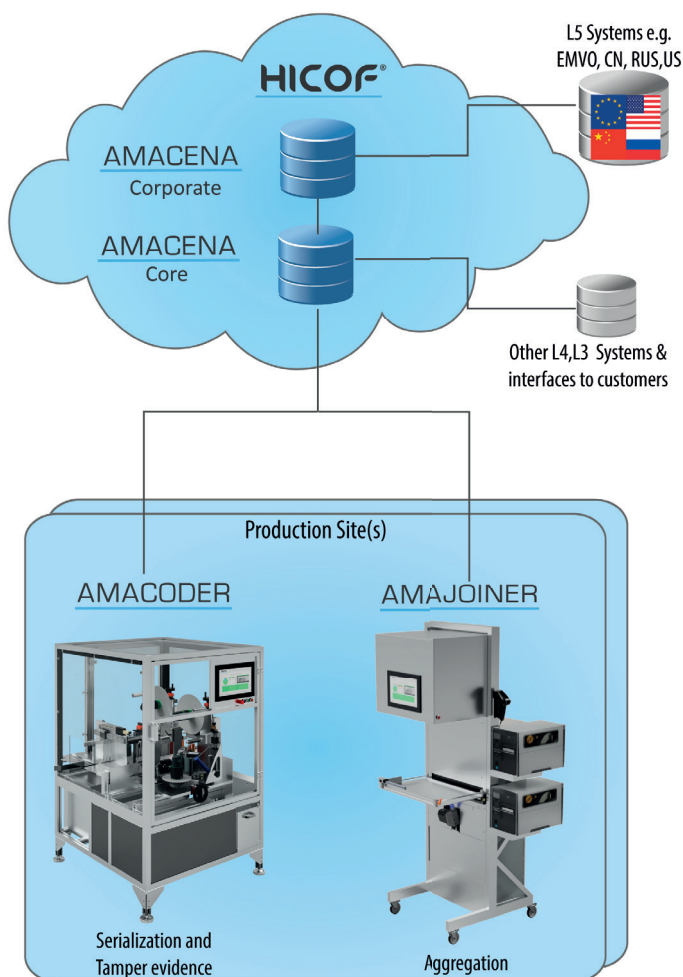 L5 Systems e.g.
EMVO, CN, RUS,US
HICOF®
AMACENA
Corporate
AMACENA
Core
Other L4,L3 Systems &
interfaces to customers
Production Site(s)
AMACODER
AMAJOINER
Serialization and
Tamper evidence
Aggregation